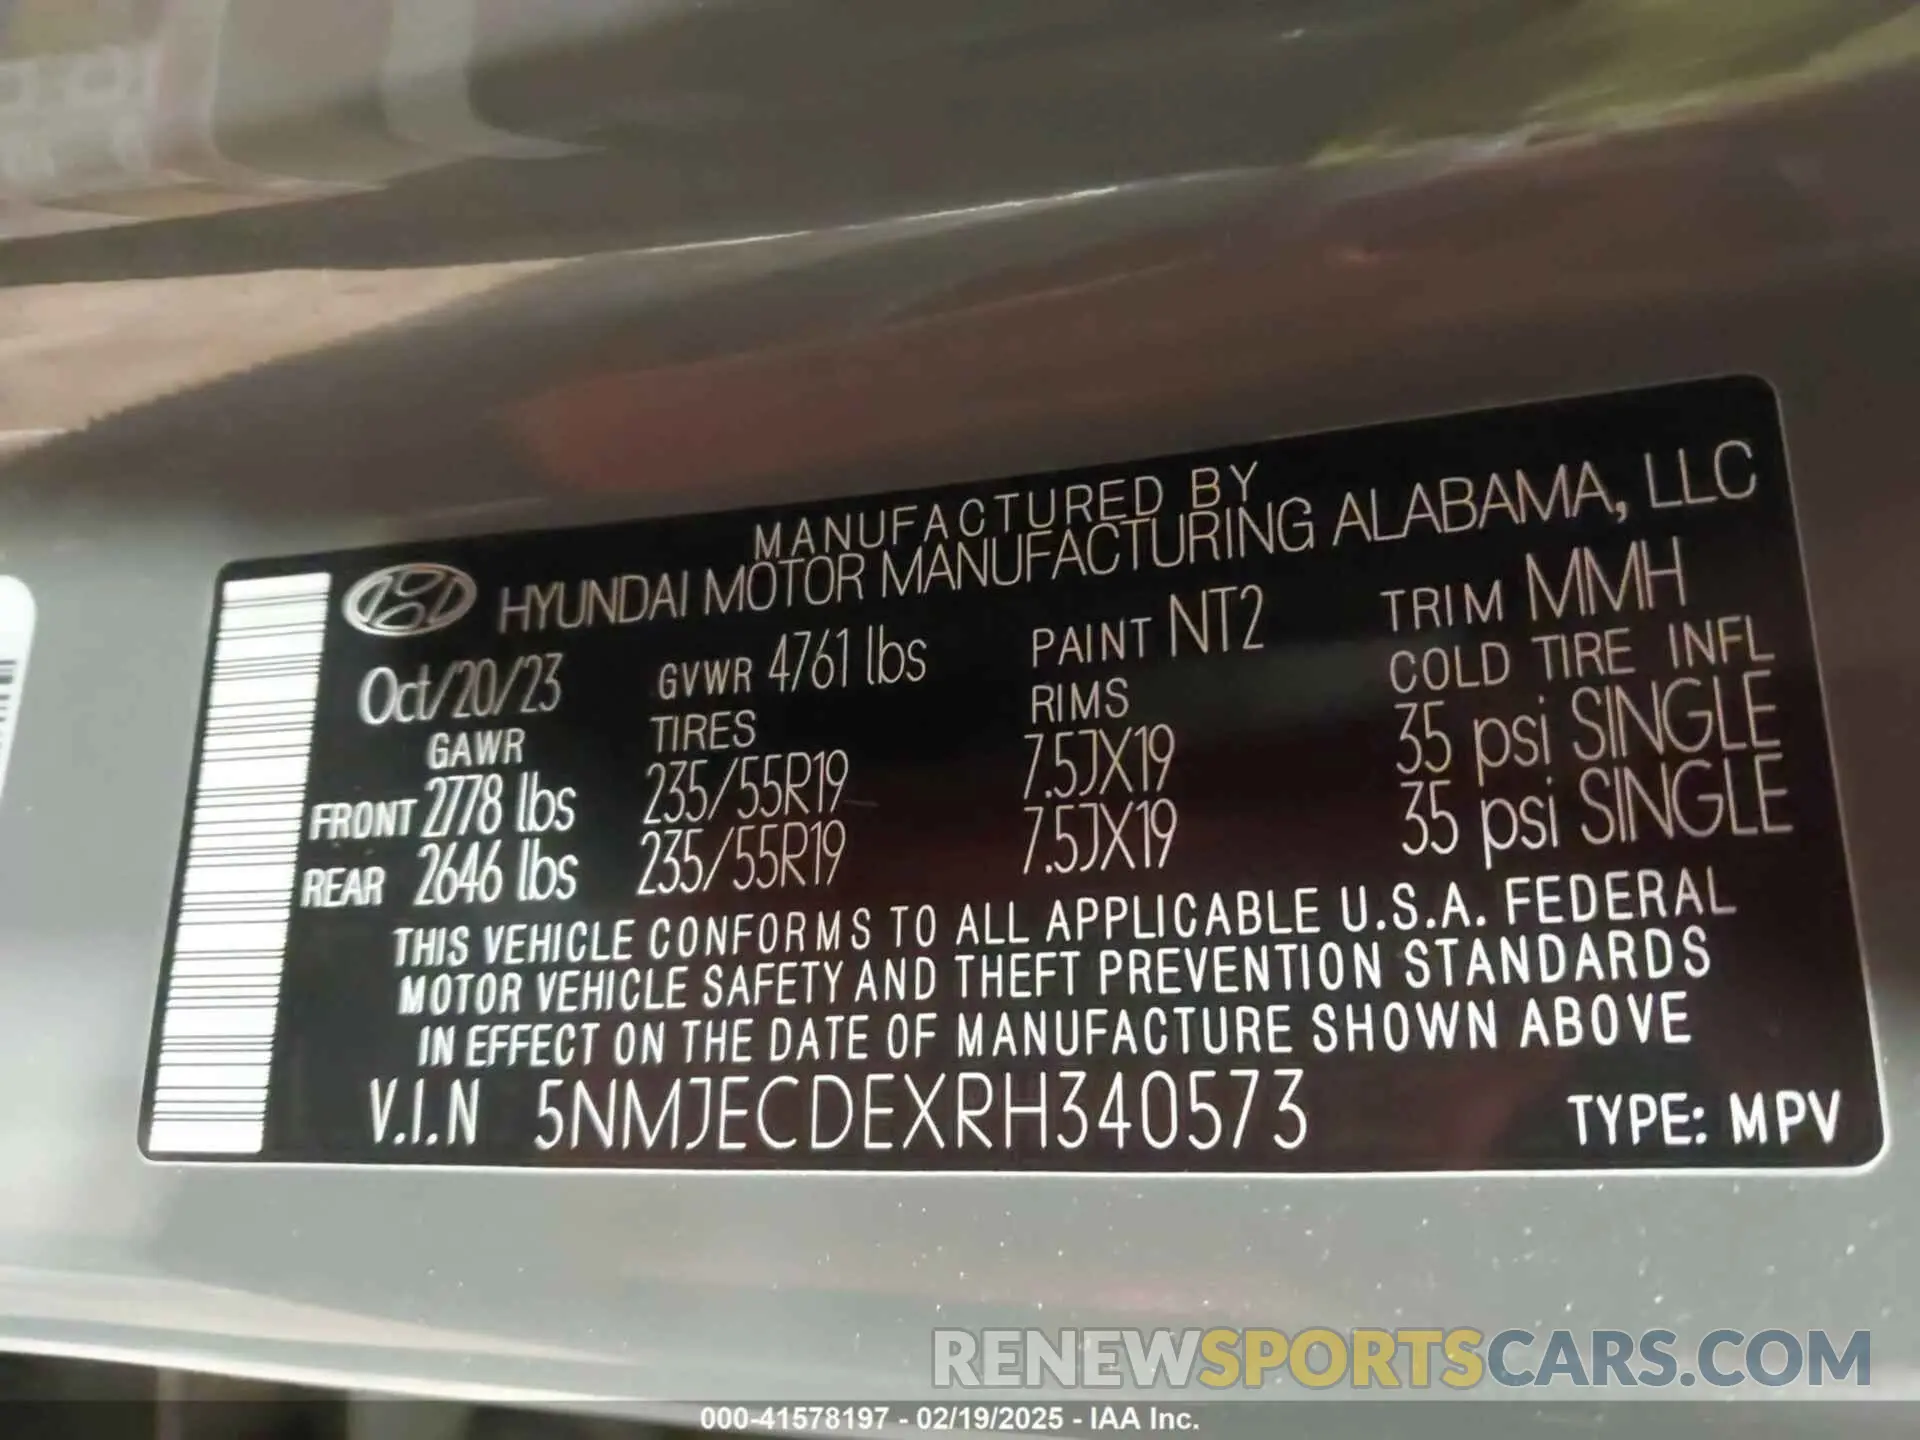 MANUFACTURED BY
HYUNDAI MOTOR MANUFACTURING ALABAMA, LLC
Oct/20/23 GVWR 4761 lbs PAINT NT2 TRIM MMH
GAWR TIRES RIMS COLD TIRE INFL
FRONT 2778 lbs 235/55R19 7.5JX19 35 psi SINGLE
REAR 2646 lbs 235/55R19 7.5JX19 35 psi SINGLE
THIS VEHICLE CONFORMS TO ALL APPLICABLE U.S.A. FEDERAL
MOTOR VEHICLE SAFETY AND THEFT PREVENTION STANDARDS
IN EFFECT ON THE DATE OF MANUFACTURE SHOWN ABOVE
V.I.N 5NMJECDEXRH340573 TYPE: MPV
RENEWSPORTSCARS.COM
000-41578197 - 02/19/2025 - IAA Inc.